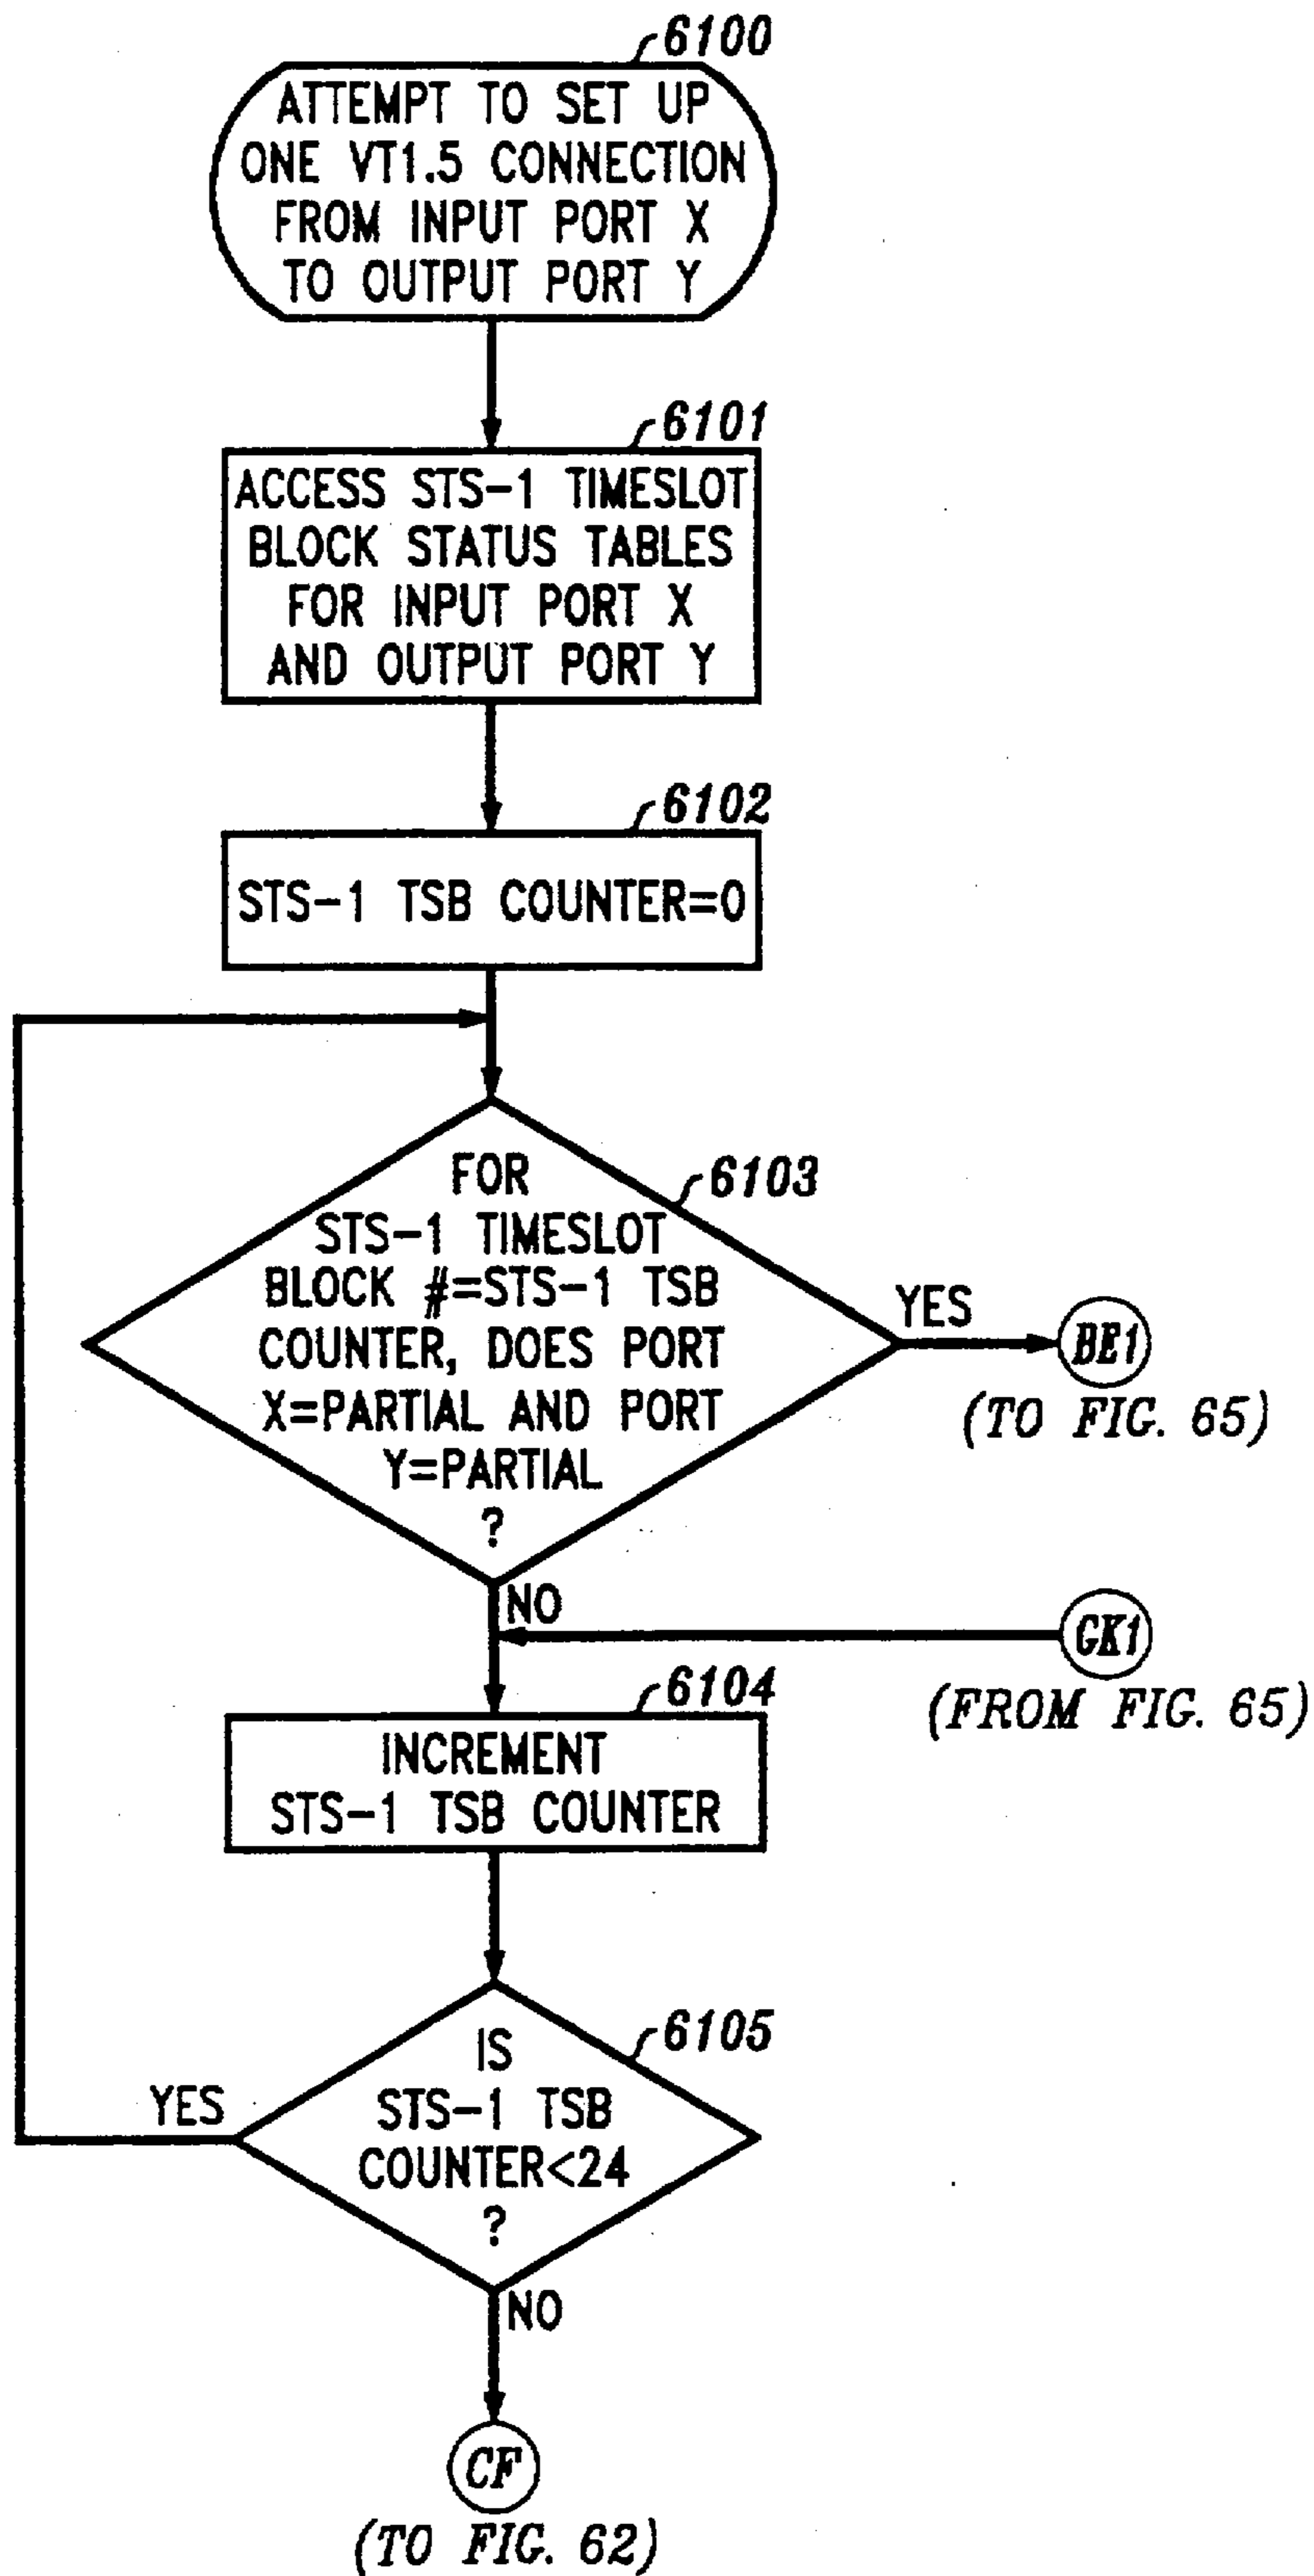 6100
ATTEMPT TO SET UP
ONE VT1.5 CONNECTION
FROM INPUT PORT X
TO OUTPUT PORT Y
6101
ACCESS STS-1 TIMESLOT
BLOCK STATUS TABLES
FOR INPUT PORT X
AND OUTPUT PORT Y
6102
STS-1 TSB COUNTER=0
6103
FOR
STS-1 TIMESLOT
BLOCK #=STS-1 TSB
COUNTER, DOES PORT
X=PARTIAL AND PORT
Y=PARTIAL
?
YES
BE1
(TO FIG. 65)
NO
GK1
(FROM FIG. 65)
6104
INCREMENT
STS-1 TSB COUNTER
6105
IS
STS-1 TSB
COUNTER<24
?
YES
NO
CF
(TO FIG. 62)